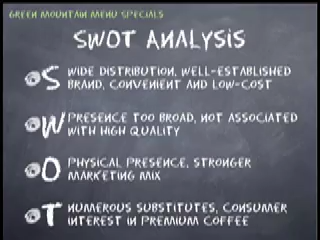 GREEN MOUNTAIN MENU SPECIALS
SWOT ANALYSIS
S WIDE DISTRIBUTION, WELL-ESTABLISHED
BRAND, CONVENIENT AND LOW-COST
W PRESENCE TOO BROAD, NOT ASSOCIATED
WITH HIGH QUALITY
O PHYSICAL PRESENCE, STRONGER
MARKETING MIX
T NUMEROUS SUBSTITUTES, CONSUMER
INTEREST IN PREMIUM COFFEE